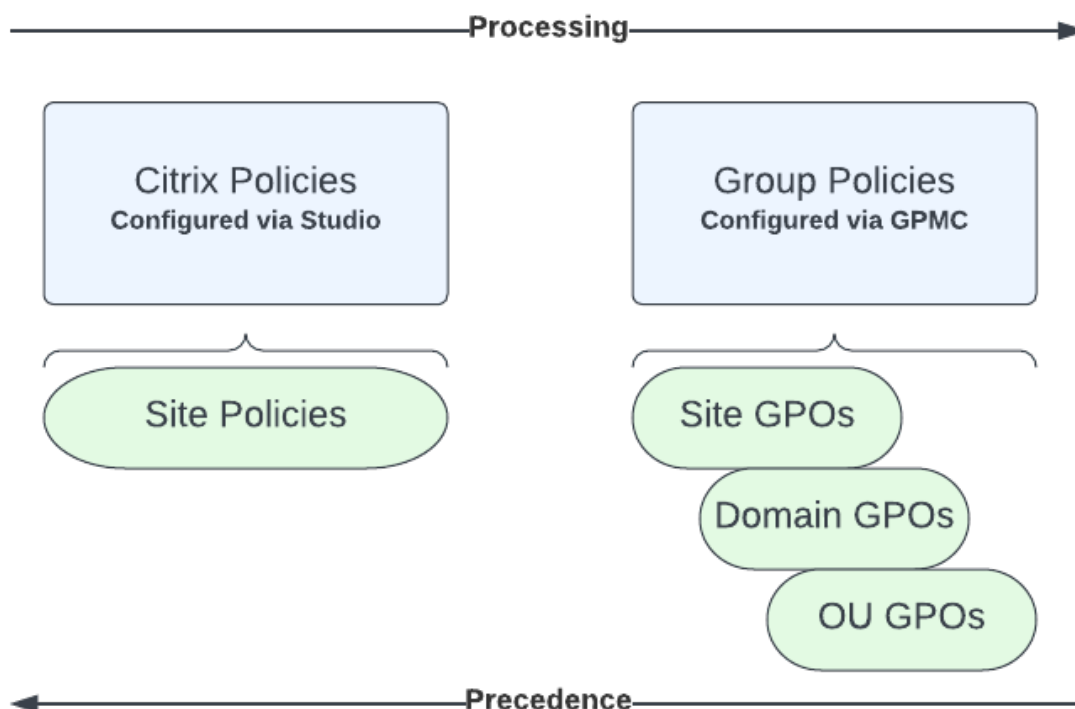 Processing
Citrix Policies
Configured via Studio
Group Policies
Configured via GPMC
Site Policies
Site GPOs
Domain GPOs
OU GPOs
Precedence